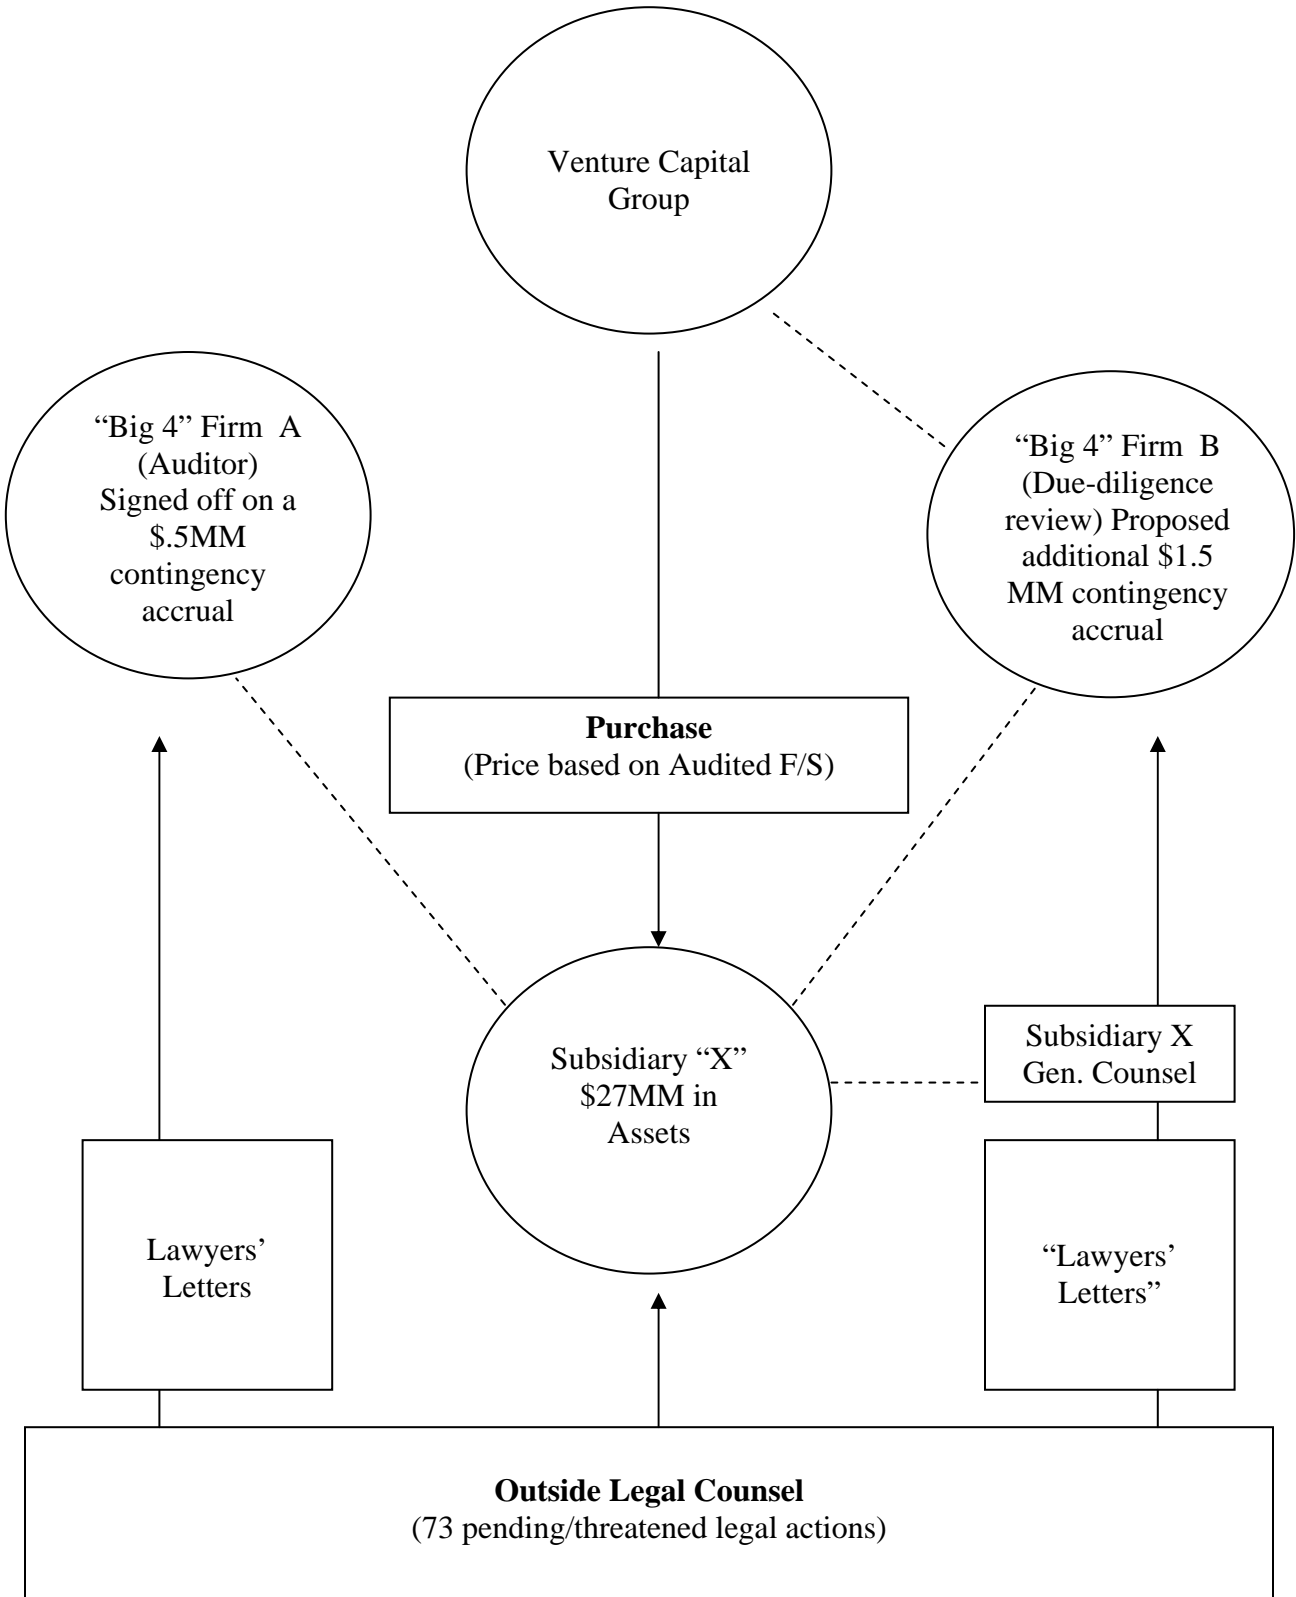 Venture Capital
Group
“Big 4” Firm A
(Auditor)
Signed off on a
$.5MM
contingency
accrual
“Big 4” Firm B
(Due-diligence
review) Proposed
additional $1.5
MM contingency
accrual
Purchase
(Price based on Audited F/S)
Subsidiary “X”
$27MM in
Assets
Subsidiary X
Gen. Counsel
Lawyers’
Letters
“Lawyers’
Letters”
Outside Legal Counsel
(73 pending/threatened legal actions)